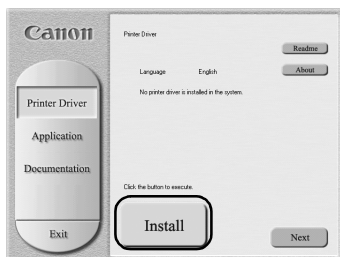 Canon
Printer Driver
Readme
Language English
About
No printer driver is installed in the system.
Printer Driver
Application
Documentation
Click the button to execute.
Install
Exit
Next